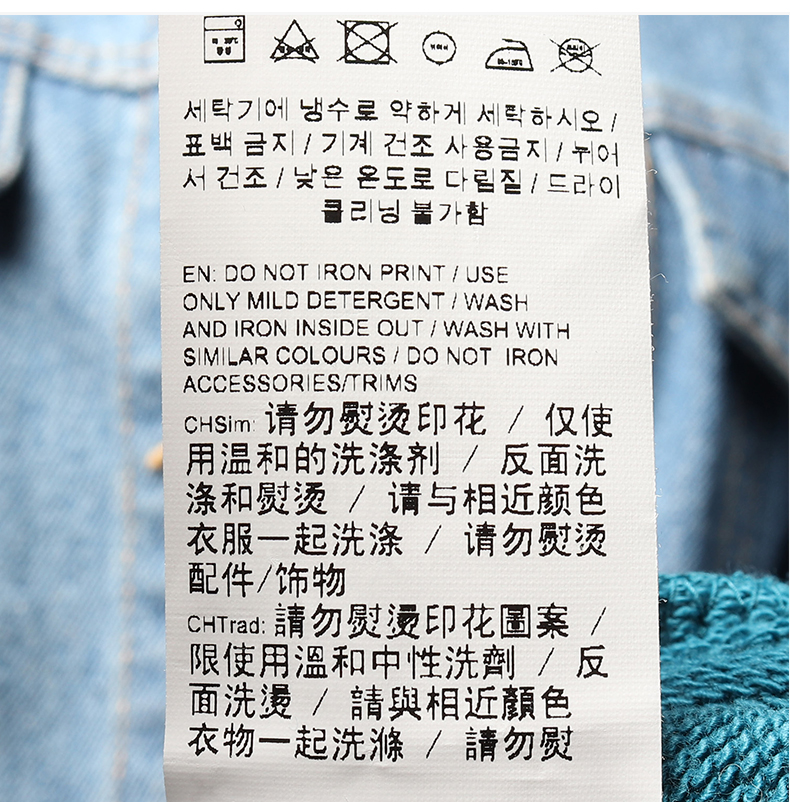 세탁기에 냉수로 약하게 세탁하시오 /
표백 금지 / 기계 건조 사용금지 / 뉘어
서 건조 / 낮은 온도로 다림질 / 드라이
클리닝 불가함
EN: DO NOT IRON PRINT / USE
ONLY MILD DETERGENT / WASH
AND IRON INSIDE OUT / WASH WITH
SIMILAR COLOURS / DO NOT IRON
ACCESSORIES/TRIMS
CHSim: 请勿熨烫印花 / 仅使
用温和的洗涤剂 / 反面洗
涤和熨烫 / 请与相近颜色
衣服一起洗涤 / 请勿熨烫
配件/饰物
CHTrad: 請勿熨燙印花圖案 /
限使用溫和中性洗劑 / 反
面洗燙 / 請與相近顏色
衣物一起洗滌 / 請勿熨